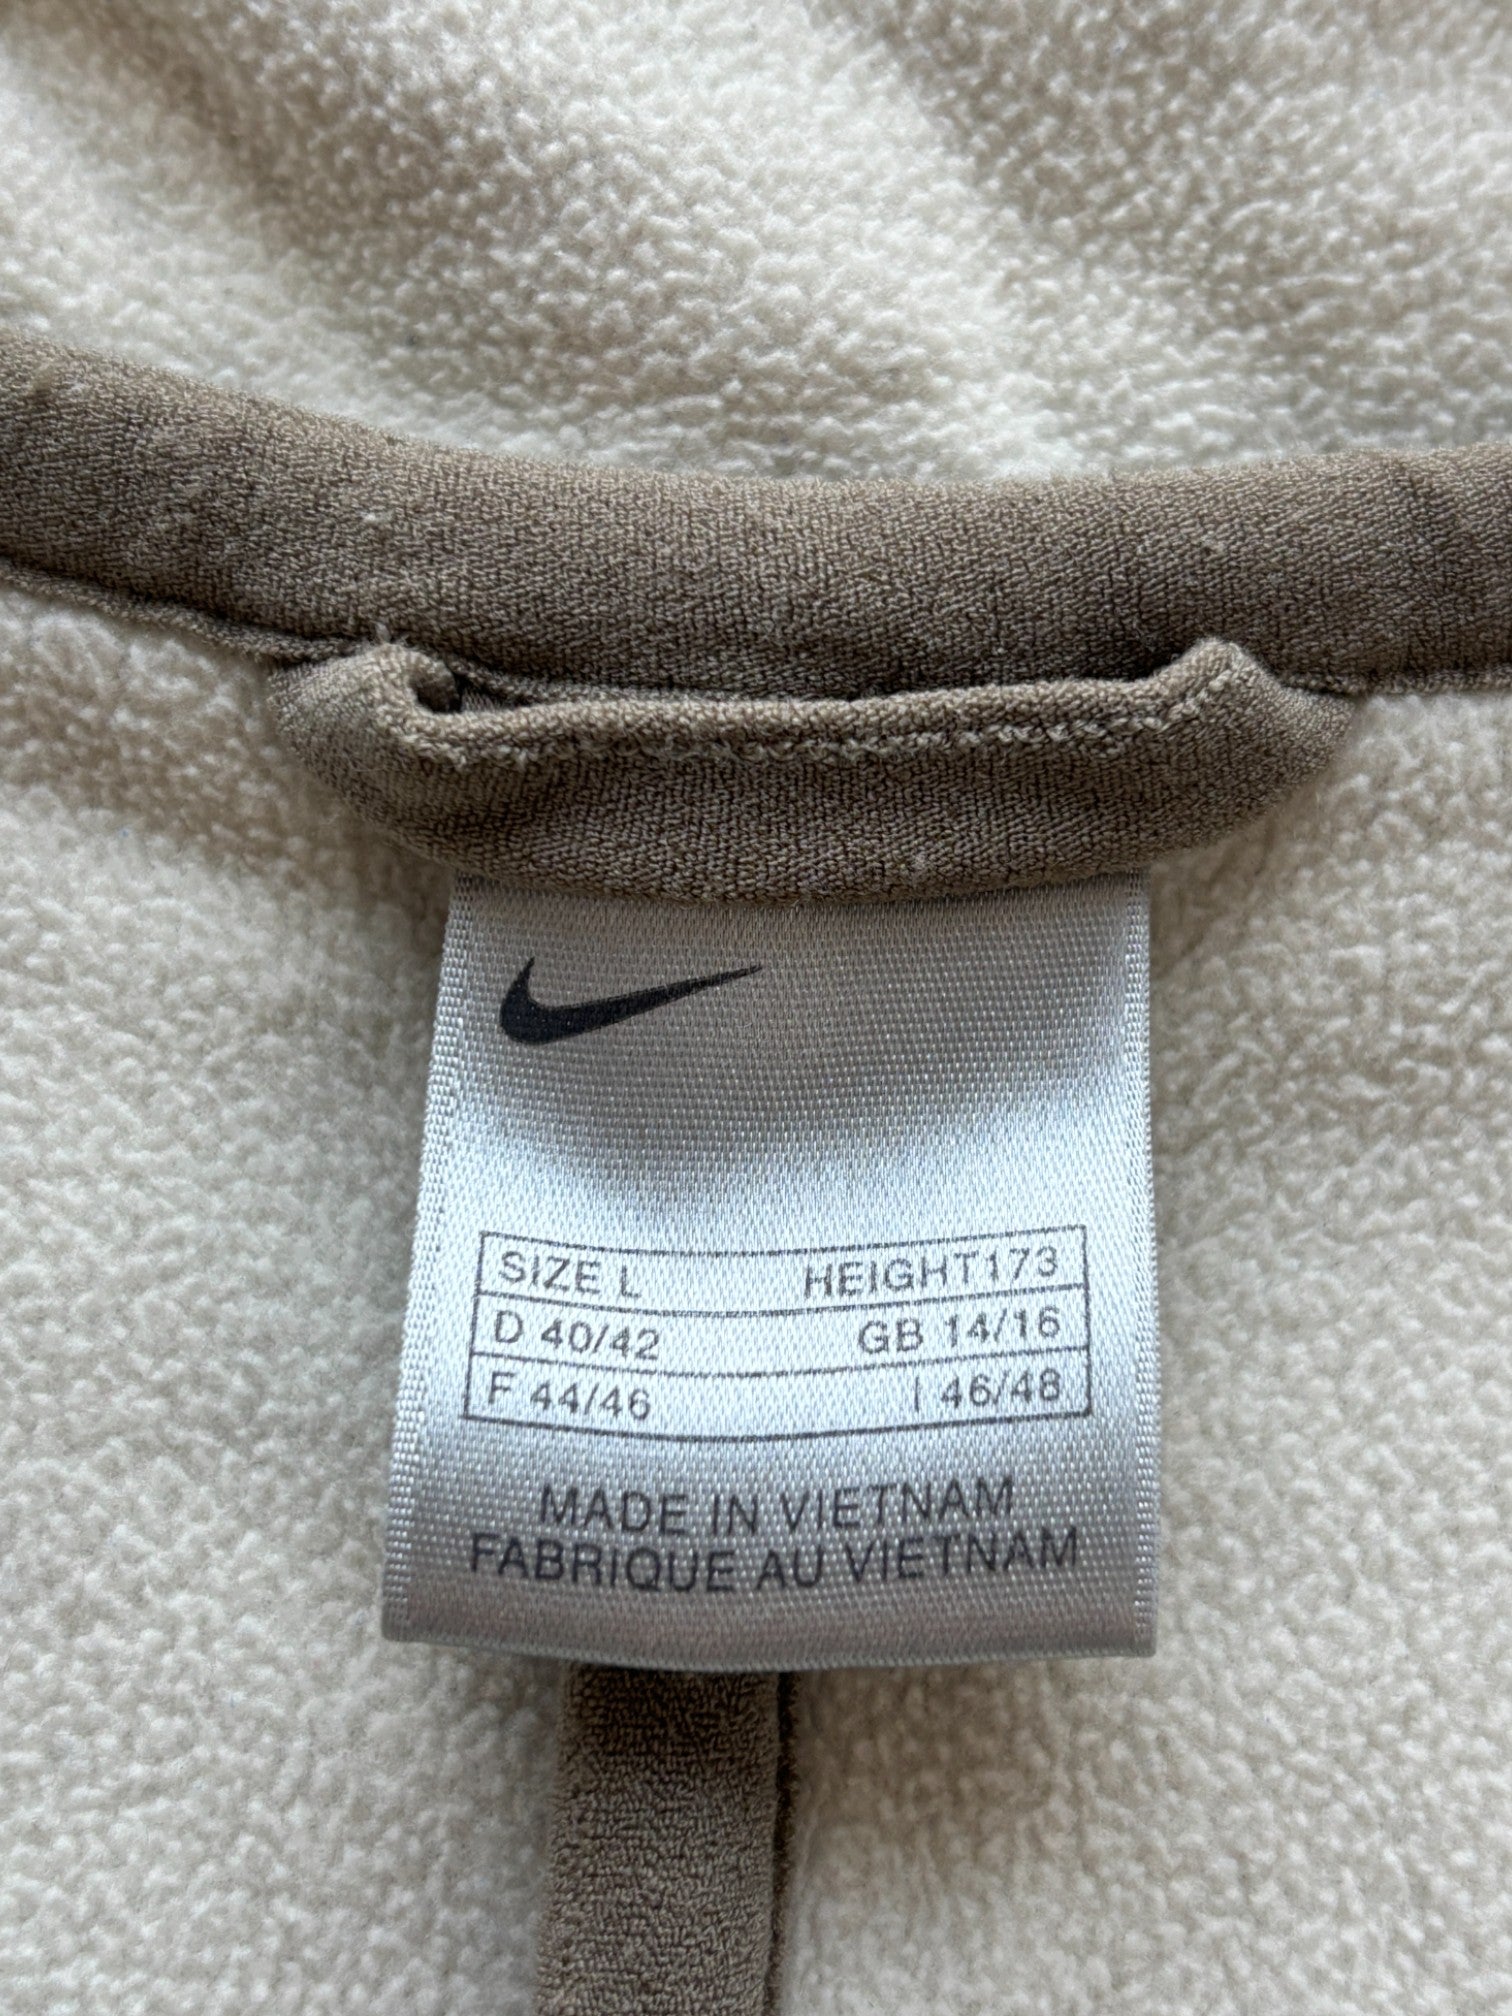 SIZE L HEIGHT173
D 40/42 GB 14/16
F 44/46 I 46/48
MADE IN VIETNAM
FABRIQUE AU VIETNAM